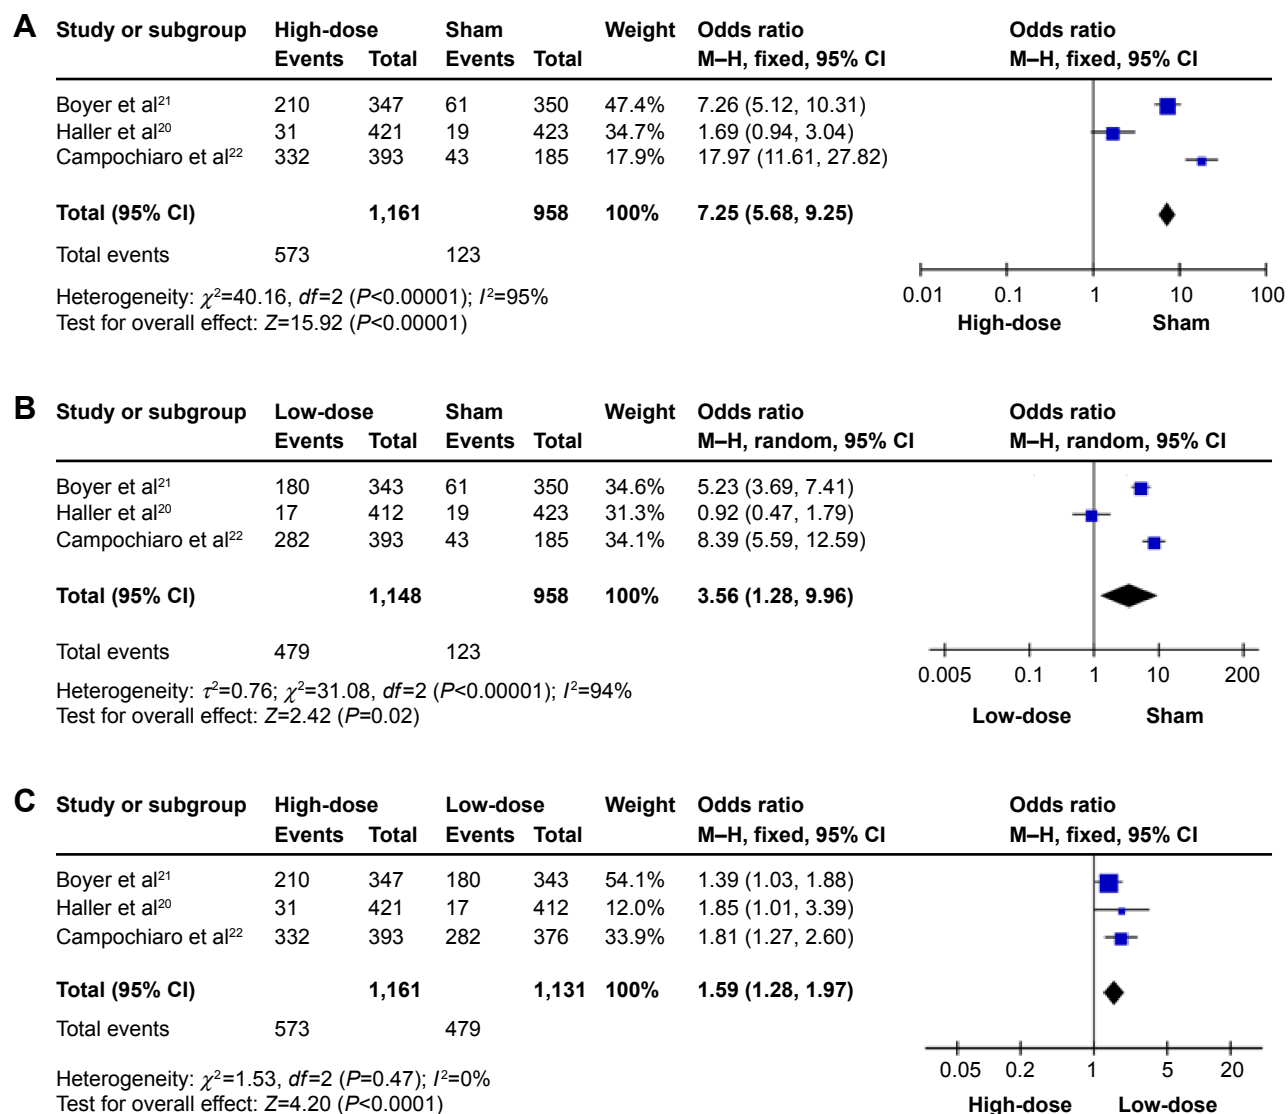 A Study or subgroup High-dose Sham Weight Odds ratio Odds ratio
Events Total Events Total M–H, fixed, 95% CI M–H, fixed, 95% CI
Boyer et al²¹ 210 347 61 350 47.4% 7.26 (5.12, 10.31)
Haller et al²⁰ 31 421 19 423 34.7% 1.69 (0.94, 3.04)
Campochiaro et al²² 332 393 43 185 17.9% 17.97 (11.61, 27.82)
Total (95% CI) 1,161 958 100% 7.25 (5.68, 9.25)
Total events 573 123
Heterogeneity: χ²=40.16, df=2 (P<0.00001); I²=95%
Test for overall effect: Z=15.92 (P<0.00001)
0.01 0.1 1 10 100
High-dose Sham
B Study or subgroup Low-dose Sham Weight Odds ratio Odds ratio
Events Total Events Total M–H, random, 95% CI M–H, random, 95% CI
Boyer et al²¹ 180 343 61 350 34.6% 5.23 (3.69, 7.41)
Haller et al²⁰ 17 412 19 423 31.3% 0.92 (0.47, 1.79)
Campochiaro et al²² 282 393 43 185 34.1% 8.39 (5.59, 12.59)
Total (95% CI) 1,148 958 100% 3.56 (1.28, 9.96)
Total events 479 123
Heterogeneity: τ²=0.76; χ²=31.08, df=2 (P<0.00001); I²=94%
Test for overall effect: Z=2.42 (P=0.02)
0.005 0.1 1 10 200
Low-dose Sham
C Study or subgroup High-dose Low-dose Weight Odds ratio Odds ratio
Events Total Events Total M–H, fixed, 95% CI M–H, fixed, 95% CI
Boyer et al²¹ 210 347 180 343 54.1% 1.39 (1.03, 1.88)
Haller et al²⁰ 31 421 17 412 12.0% 1.85 (1.01, 3.39)
Campochiaro et al²² 332 393 282 376 33.9% 1.81 (1.27, 2.60)
Total (95% CI) 1,161 1,131 100% 1.59 (1.28, 1.97)
Total events 573 479
Heterogeneity: χ²=1.53, df=2 (P=0.47); I²=0%
Test for overall effect: Z=4.20 (P<0.0001)
0.05 0.2 1 5 20
High-dose Low-dose